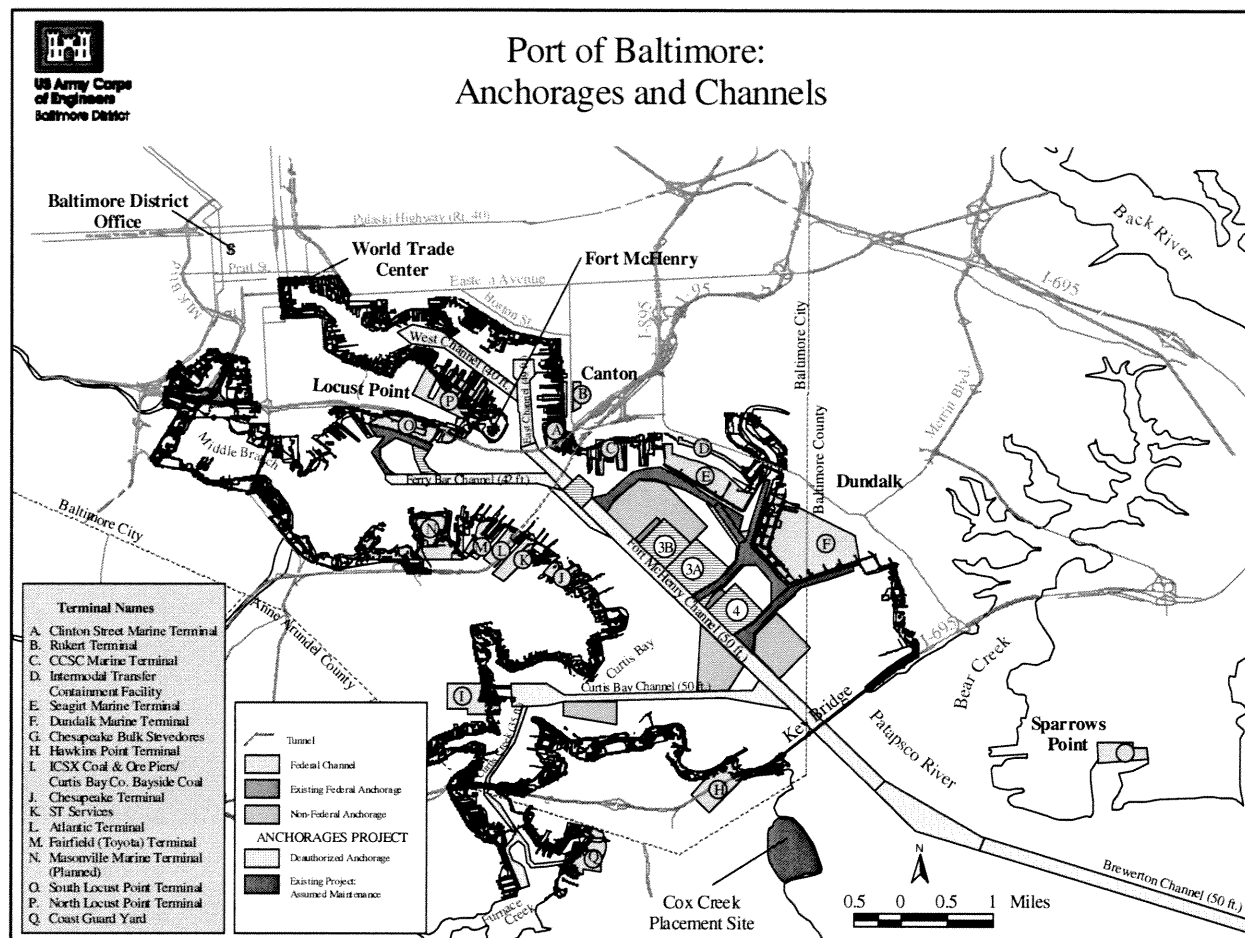 US Army Corps
of Engineers
Baltimore District
Port of Baltimore:
Anchorages and Channels
Baltimore District
Office
$
Pulaski Highway (Rt. 40)
World Trade
Center
Fort McHenry
Pratt St.
Eastern Avenue
MLK Blvd
Boston St.
I-895
I-95
I-695
Back River
Baltimore City
Baltimore County
Merritt Blvd.
West Channel (40 ft.)
East Channel
Locust Point
Canton
P
B
A
O
C
D
E
Middle Branch
Ferry Bar Channel (42 ft.)
Dundalk
F
Baltimore City
Anne Arundel County
N
M
L
K
J
3B
3A
4
Fort McHenry Channel (50 ft.)
I-695
Curtis Bay
Curtis Bay Channel (50 ft.)
I
Key Bridge
Patapsco River
Bear Creek
Sparrows
Point
H
Q
Furnace
Creek
Cox Creek
Placement Site
Brewerton Channel (50 ft.)
N
0.5 0 0.5 1 Miles
Terminal Names
A. Clinton Street Marine Terminal
B. Rukert Terminal
C. CCSC Marine Terminal
D. Intermodal Transfer
Containment Facility
E. Seagirt Marine Terminal
F. Dundalk Marine Terminal
G. Chesapeake Bulk Stevedores
H. Hawkins Point Terminal
I. ICSX Coal & Ore Piers/
Curtis Bay Co. Bayside Coal
J. Chesapeake Terminal
K. ST Services
L. Atlantic Terminal
M. Fairfield (Toyota) Terminal
N. Masonville Marine Terminal
(Planned)
O. South Locust Point Terminal
P. North Locust Point Terminal
Q. Coast Guard Yard
Tunnel
Federal Channel
Existing Federal Anchorage
Non-Federal Anchorage
ANCHORAGES PROJECT
Deauthorized Anchorage
Existing Project:
Assumed Maintenance